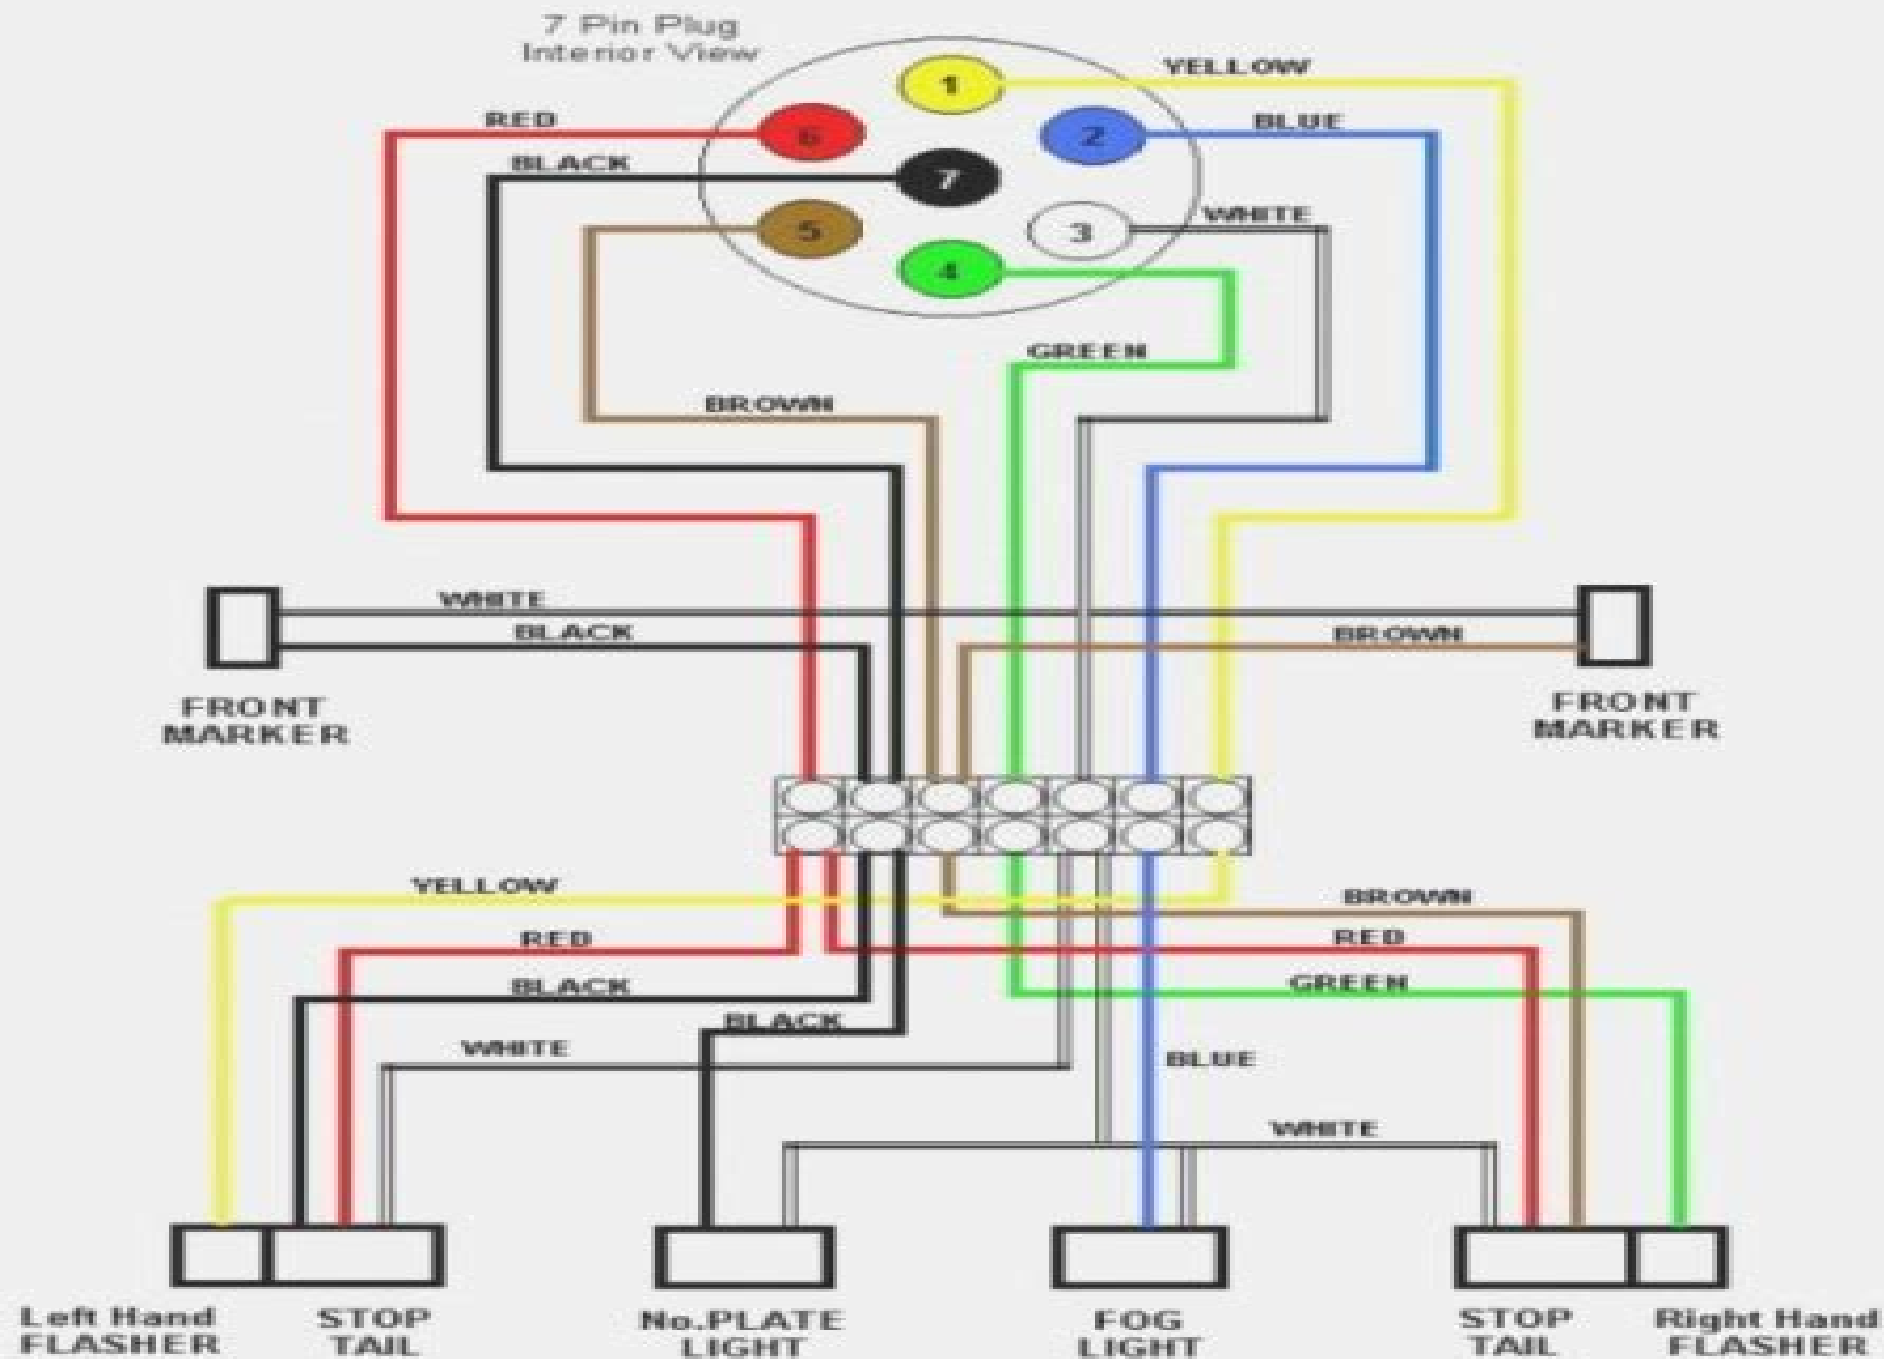 7 Pin Plug
Interior View
YELLOW
1
RED
6
2
BLUE
BLACK
7
5
3
WHITE
4
GREEN
BROWN
WHITE
BLACK
BROWN
FRONT
MARKER
FRONT
MARKER
YELLOW
BROWN
RED
RED
BLACK
GREEN
BLACK
WHITE
BLUE
WHITE
Left Hand
FLASHER
STOP
TAIL
No.PLATE
LIGHT
FOG
LIGHT
STOP
TAIL
Right Hand
FLASHER